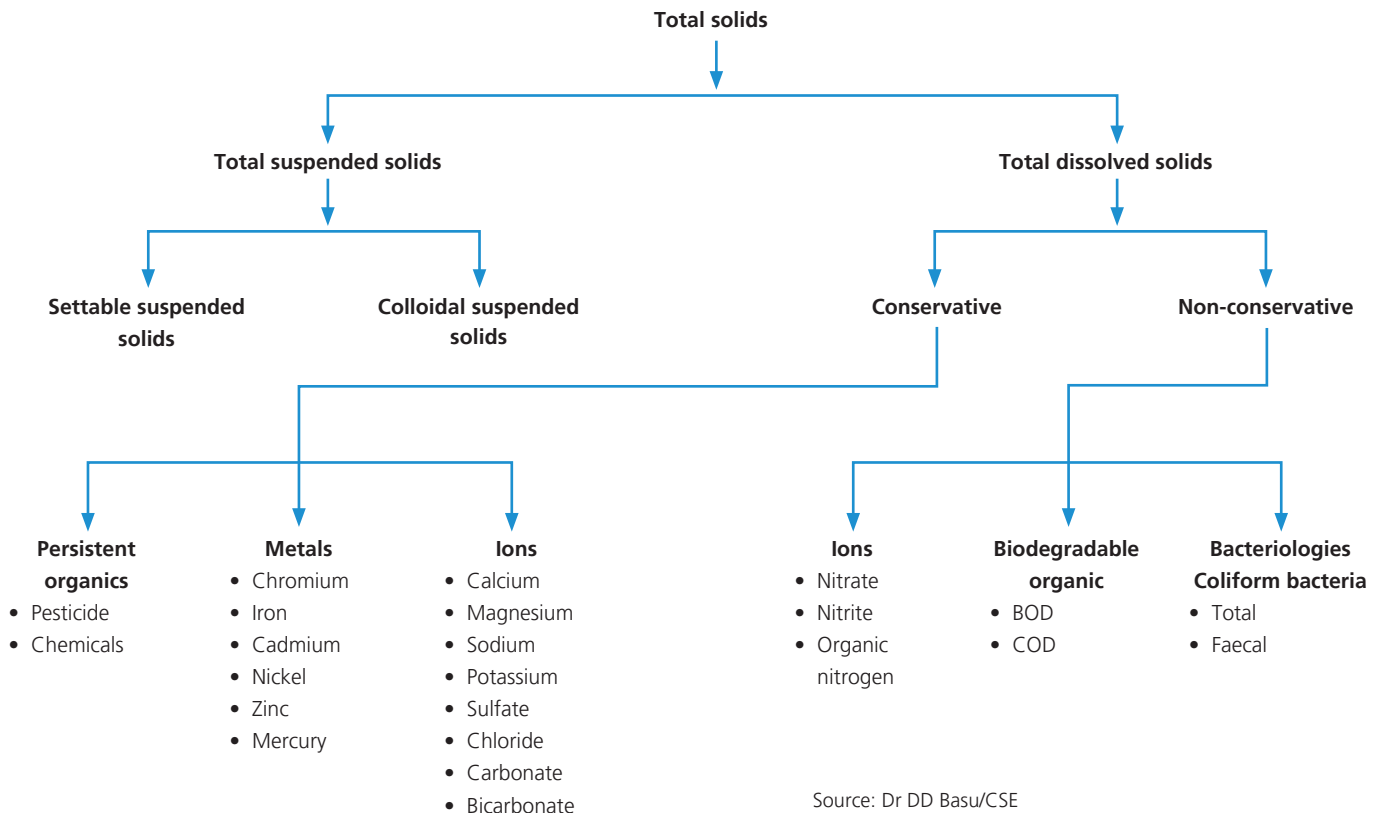 Total solids
Total suspended solids
Total dissolved solids
Settable suspended
solids
Colloidal suspended
solids
Conservative
Non-conservative
Persistent
organics
• Pesticide
• Chemicals
Metals
• Chromium
• Iron
• Cadmium
• Nickel
• Zinc
• Mercury
Ions
• Calcium
• Magnesium
• Sodium
• Potassium
• Sulfate
• Chloride
• Carbonate
• Bicarbonate
Ions
• Nitrate
• Nitrite
• Organic
nitrogen
Biodegradable
organic
• BOD
• COD
Bacteriologies
Coliform bacteria
• Total
• Faecal
Source: Dr DD Basu/CSE